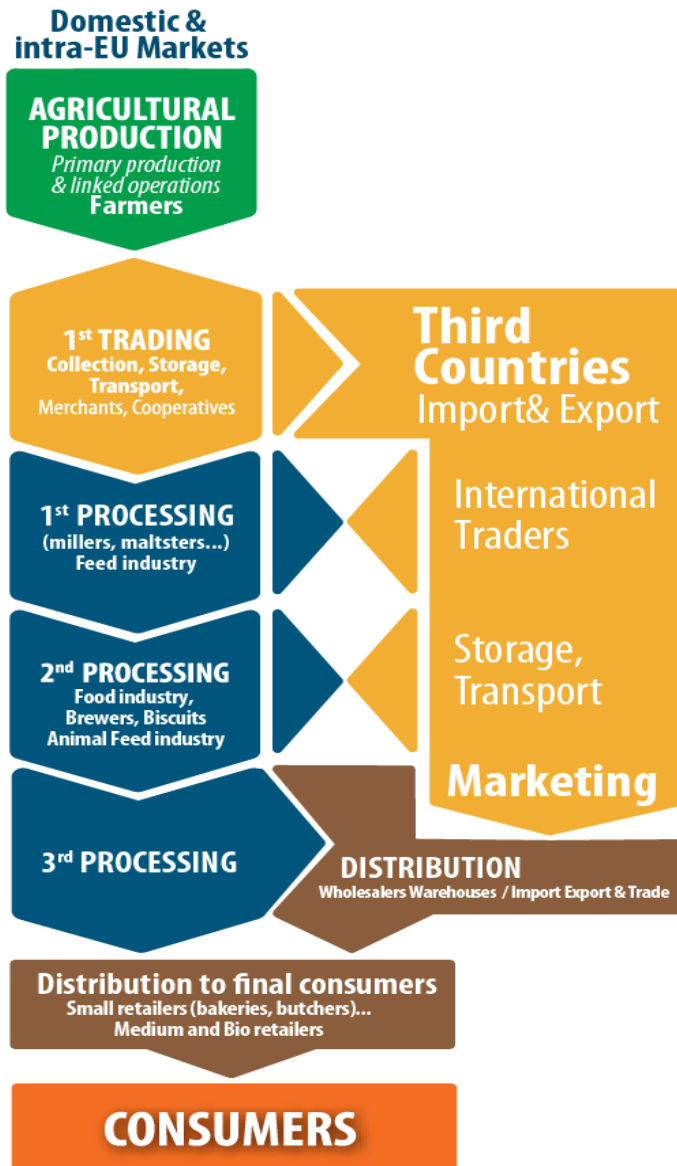 Domestic &
intra-EU Markets
AGRICULTURAL
PRODUCTION
Primary production
& linked operations
Farmers
1st TRADING
Collection, Storage,
Transport,
Merchants, Cooperatives
Third
Countries
Import& Export
1st PROCESSING
(millers, maltsters...)
Feed industry
International
Traders
2nd PROCESSING
Food industry,
Brewers, Biscuits
Animal Feed industry
Storage,
Transport
Marketing
3rd PROCESSING
DISTRIBUTION
Wholesalers Warehouses / Import Export & Trade
Distribution to final consumers
Small retailers (bakeries, butchers)...
Medium and Bio retailers
CONSUMERS